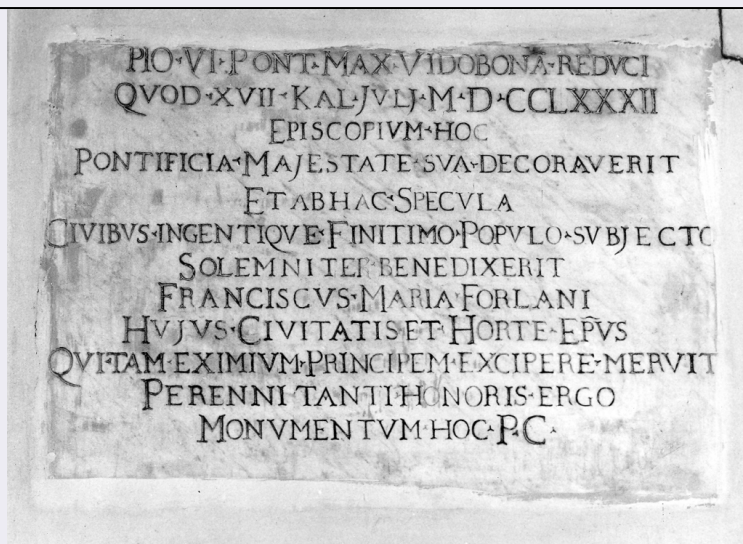 PIO·VI·PONT·MAX·VIDOBONA·REDVCI
QVOD·XVII·KAL·JVLJ·M·D·CCLXXXII
EPISCOPIVM·HOC
PONTIFICIA·MAJESTATE·SVA·DECORAVERIT
ET AB HAC·SPECVLA
CIVIBVS·INGENTIQVE·FINITIMO·POPVLO·SVBJECTO
SOLEMNITER BENEDIXERIT
FRANCISCVS·MARIA·FORLANI
HVJVS·CIVITATIS·ET·HORTE·EPVS
QVI·TAM·EXIMIVM·PRINCIPEM·EXCIPERE·MERVIT
PERENNI·TANTI·HONORIS·ERGO
MONVMENTVM·HOC·P·C·